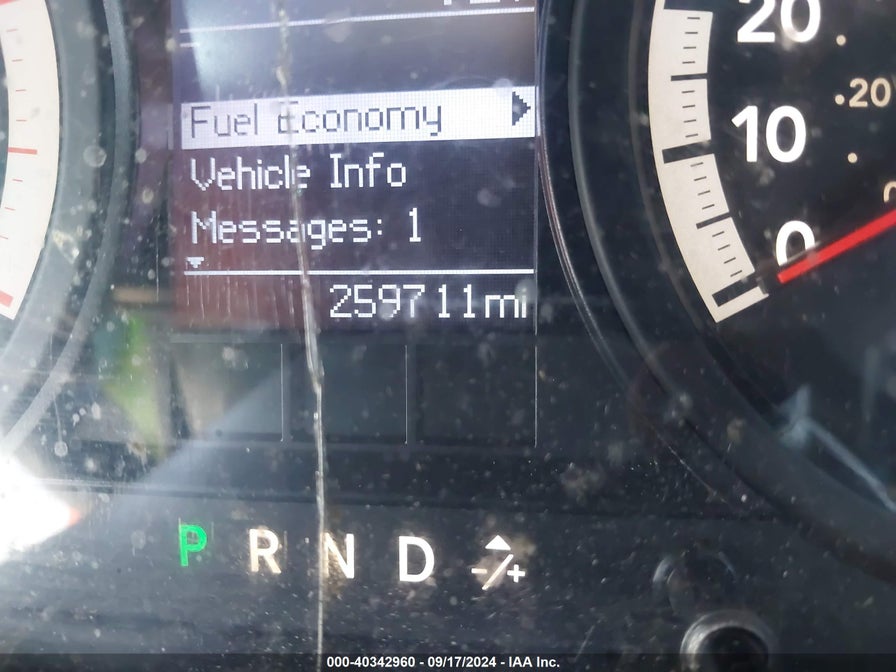 20
Fuel Economy
20
10
Vehicle Info
Messages: 1
0
259711mi
P R N D -/+
000-40342960 - 09/17/2024 - IAA Inc.